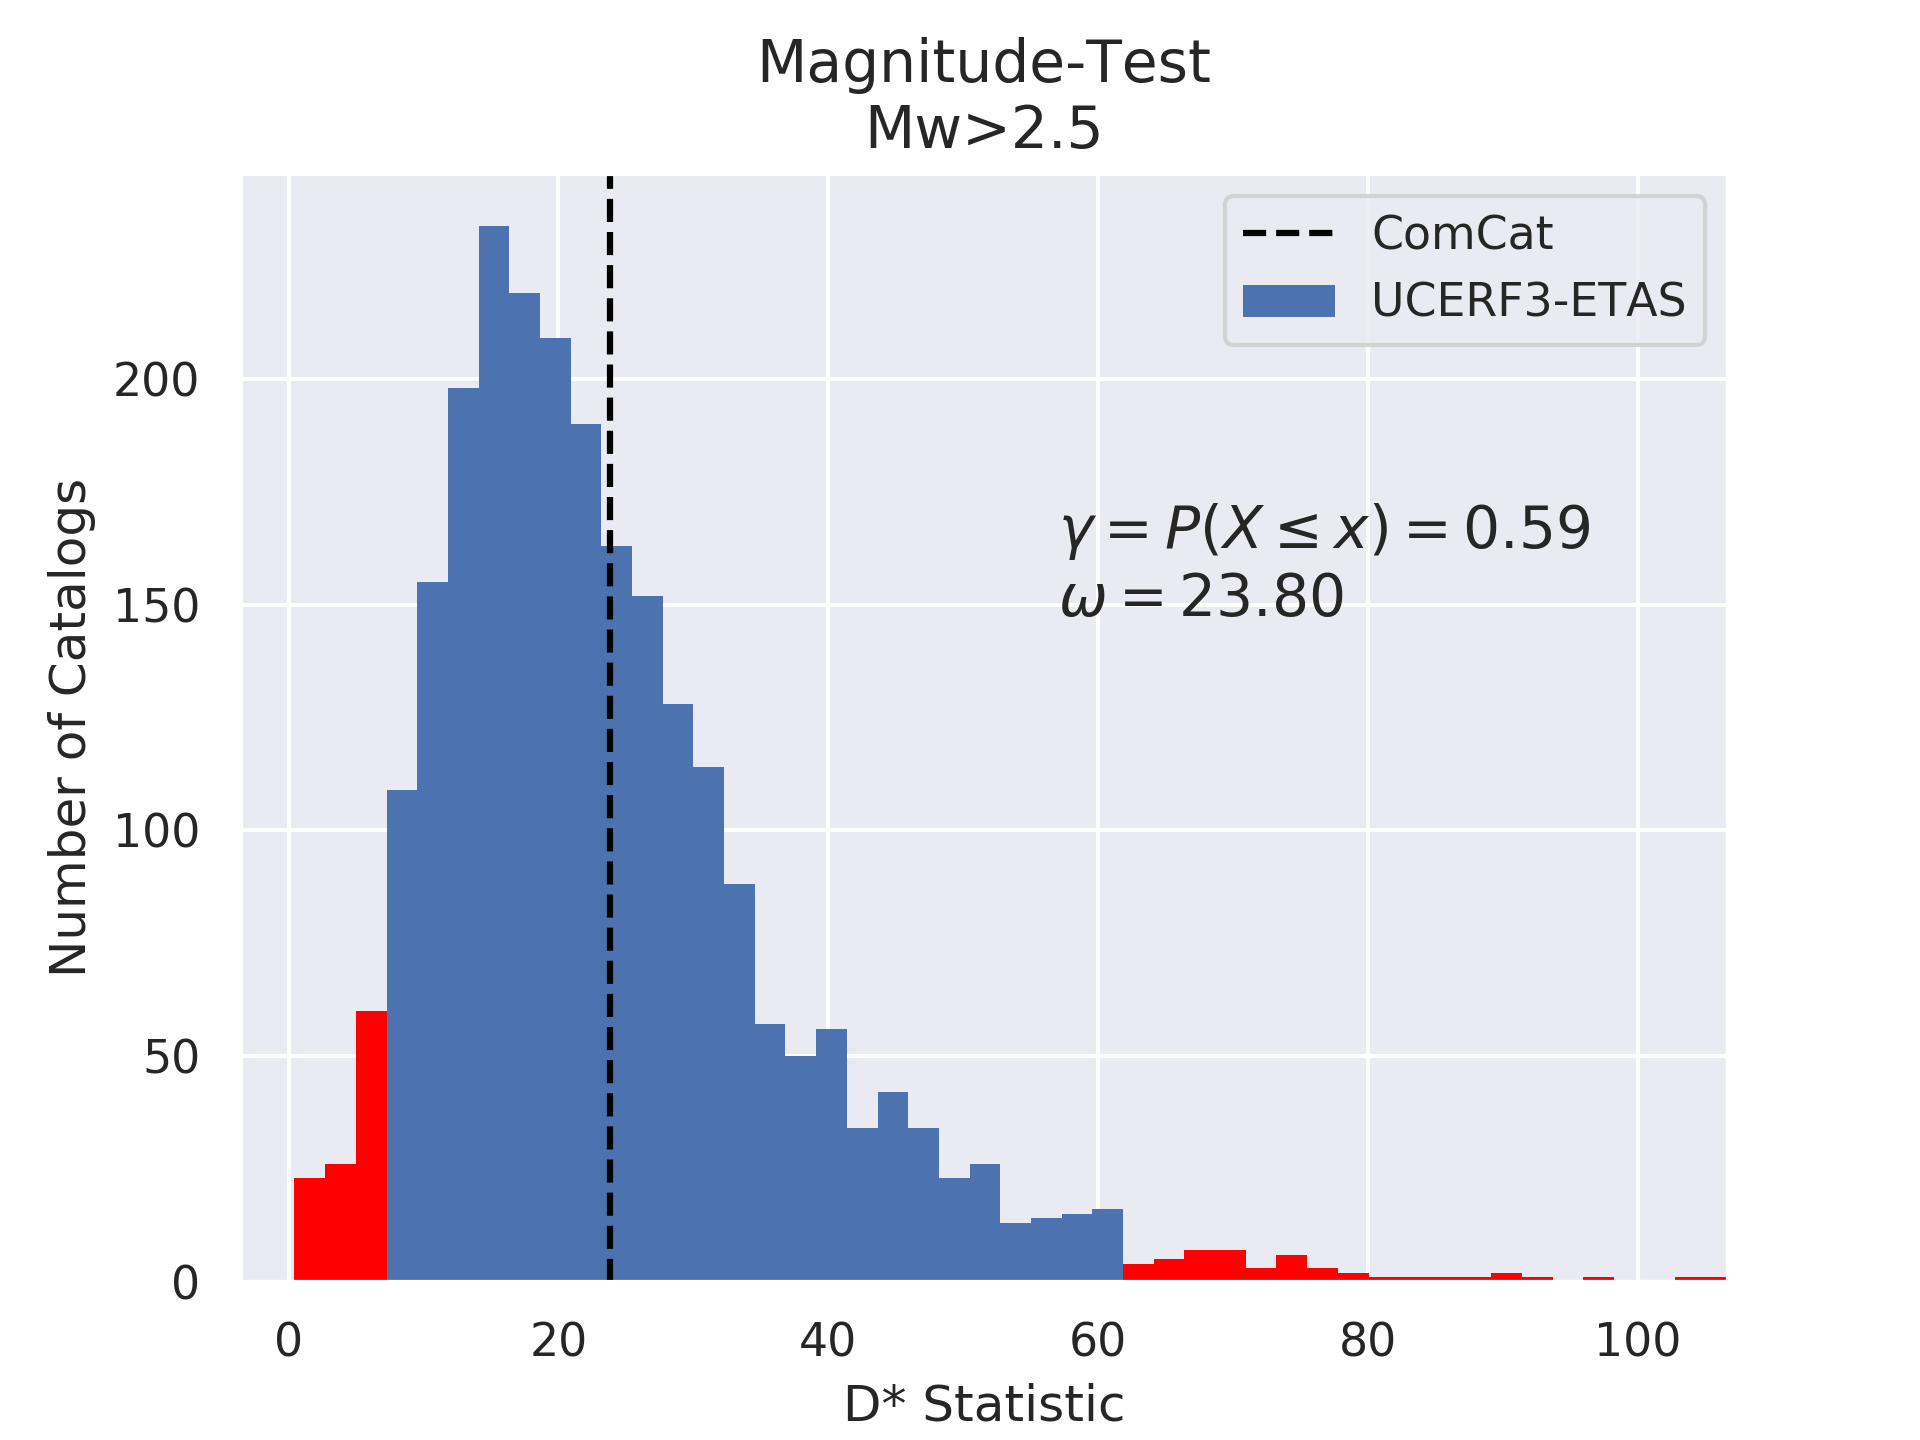 Magnitude-Test
Mw>2.5
ComCat
UCERF3-ETAS
γ = P(X ≤ x) = 0.59
ω = 23.80
Number of Catalogs
200
150
100
50
0
0 20 40 60 80 100
D* Statistic